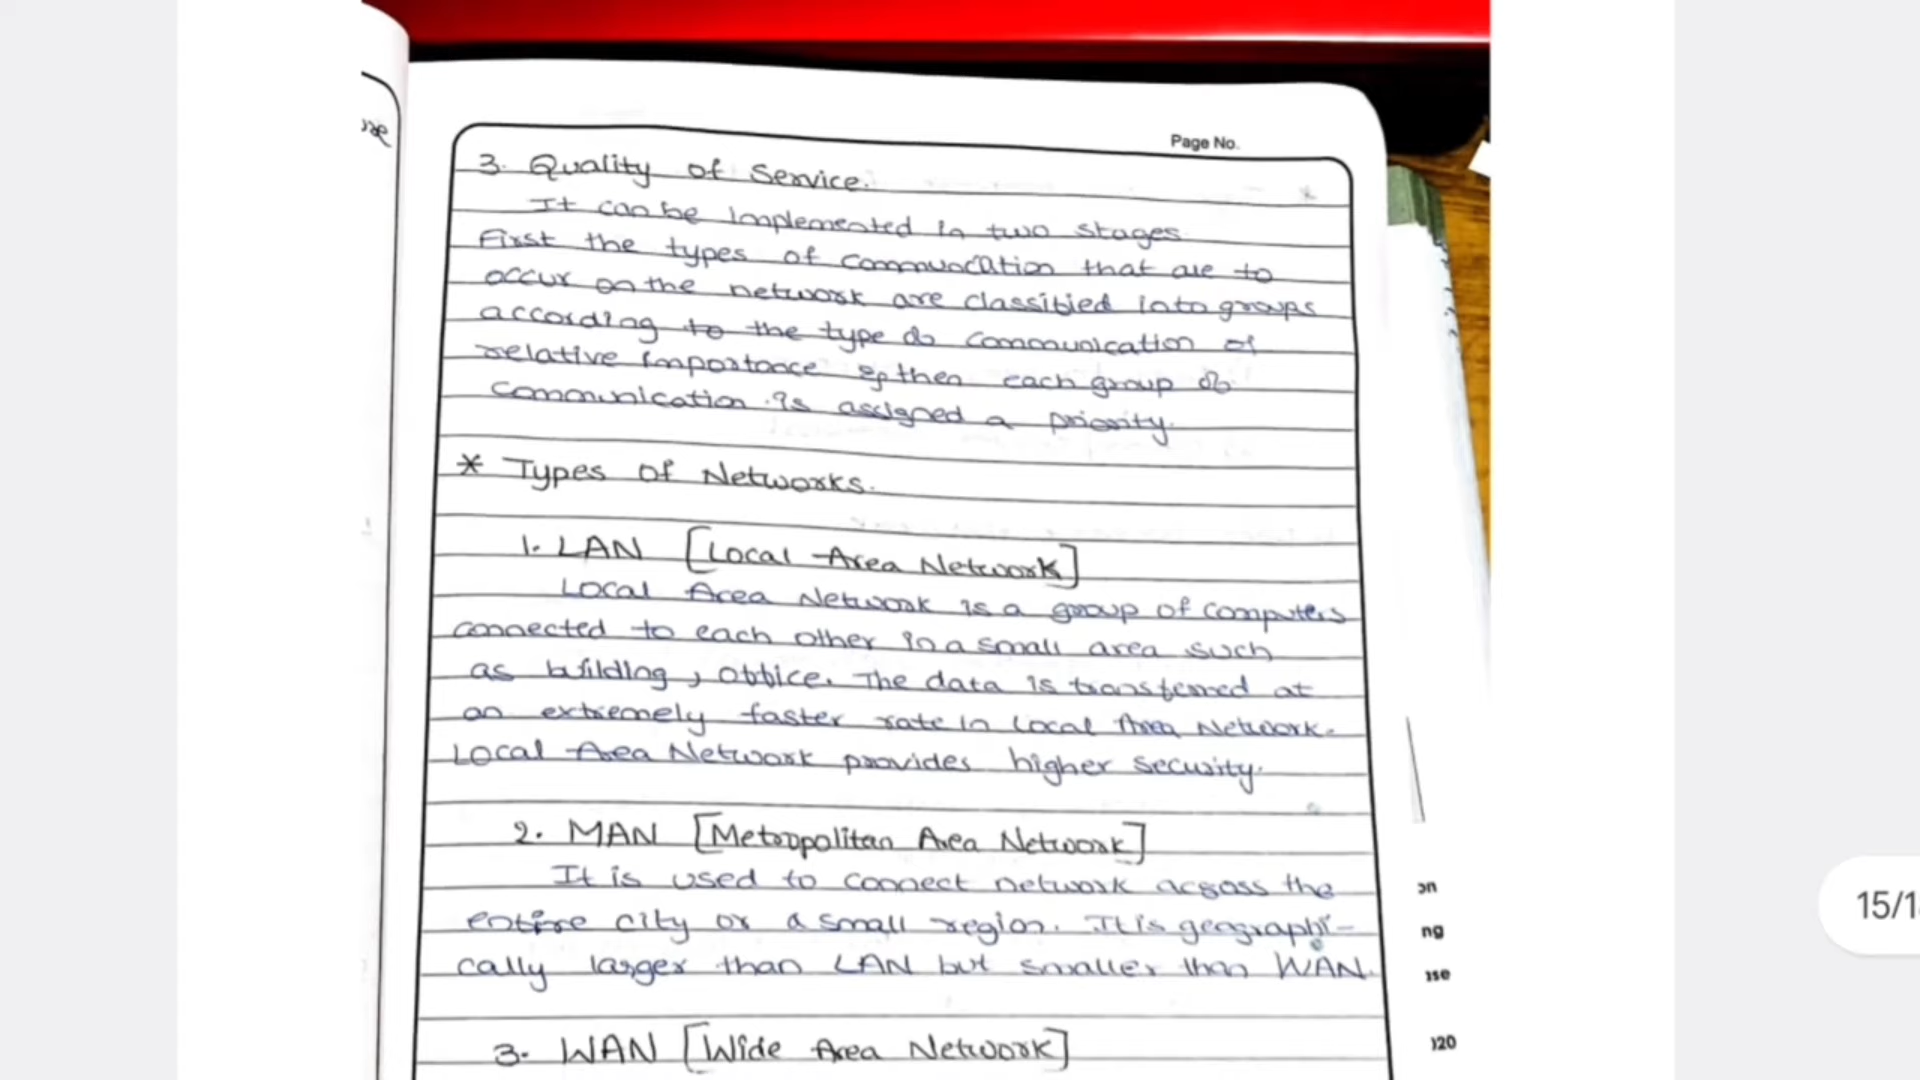 Page No.
3. Quality of Service.
It can be implemented in two stages
First the types of communcation that are to
occur on the network are classified into groups
according to the type of communication of
relative importance & then each group of
communication is assigned a priority.
* Types of Networks.
1. LAN [Local Area Network]
Local Area Network is a group of computers
connected to each other in a small area such
as building, office. The data is transferred at
an extremely faster rate in Local Area Network.
Local Area Network provides higher security.
2. MAN [Metropolitan Area Network]
It is used to connect network across the
entire city or a small region. It is geographi-
cally larger than LAN but smaller than WAN.
3. WAN [Wide Area Network]
on
ng
ose
020
15/1